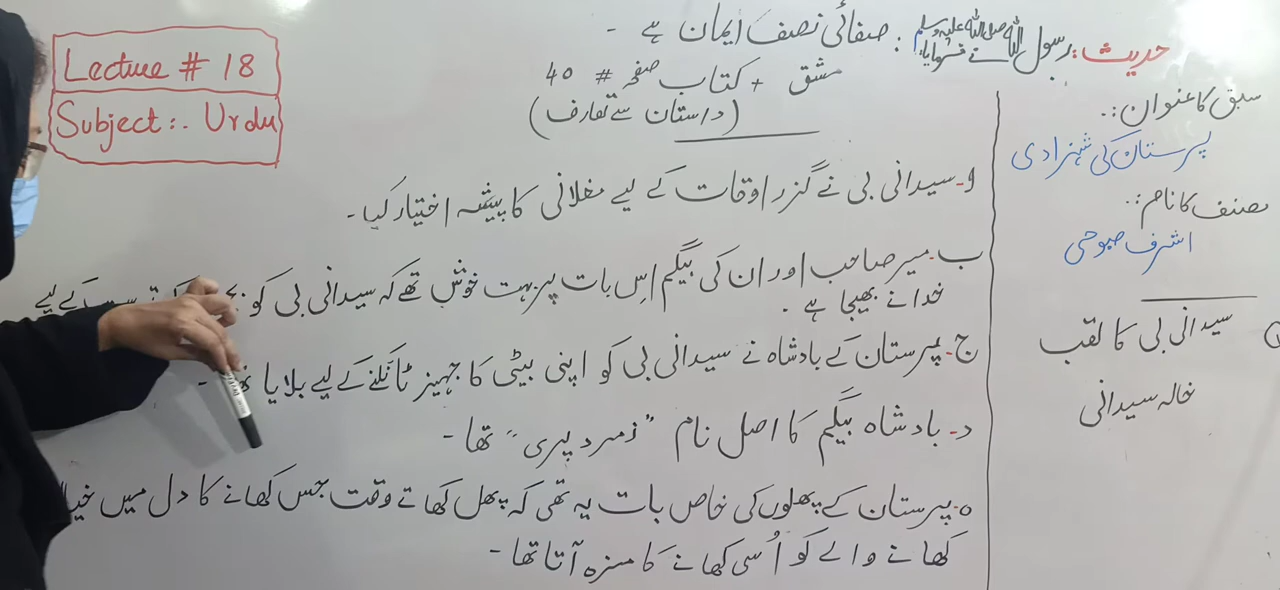 Lecture # 18
Subject:. Urdu
حدیث: رسول اللہ صلی اللہ علیہ وسلم نے فرمایا: صفائی نصف ایمان ہے -
مشق + کتاب صفحہ # 40
(داستان سے تعارف)
سبق کا عنوان :.
پرستان کی شہزادی
مصنف کا نام :.
اشرف صبوحی
سیدانی بی کا لقب
خالہ سیدانی
ا- سیدانی بی نے گزر اوقات کے لیے مغلانی کا پیشہ اختیار کیا -
ب- میر صاحب اور ان کی بیگم اِس بات پر بہت خوش تھے کہ سیدانی بی کو کے لیے
خدا نے بھیجا ہے -
ج- پرستان کے بادشاہ نے سیدانی بی کو اپنی بیٹی کا جہیز ٹانکنے کے لیے بلایا -
د- بادشاہ بیگم کا اصل نام "زمرد پری" تھا -
ہ- پرستان کے پھلوں کی خاص بات یہ تھی کہ پھل کھاتے وقت جس کھانے کا دل میں
کھانے والے کو اُسی کھانے کا مزہ آتا تھا -